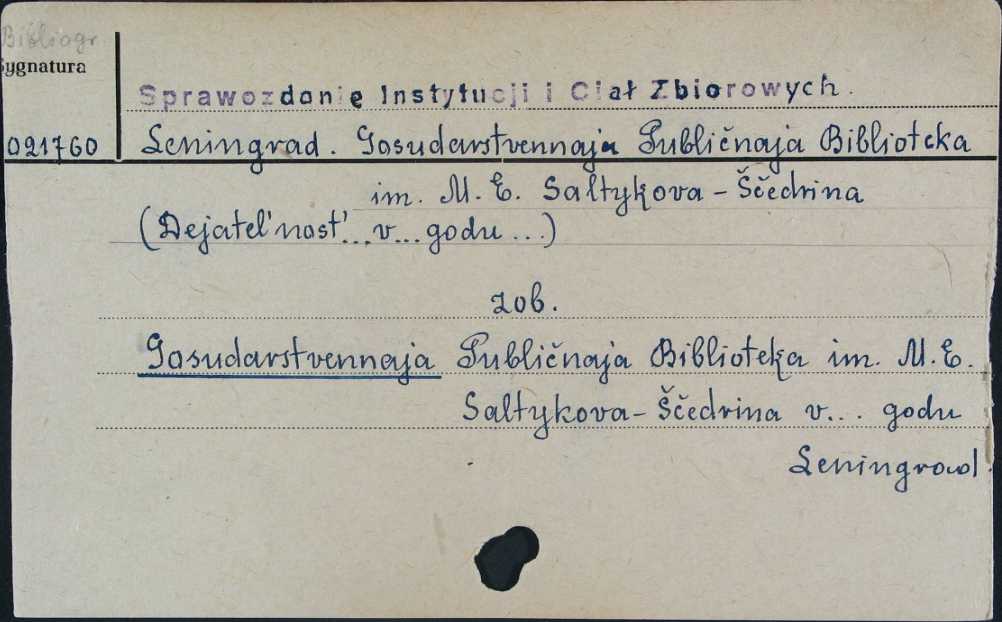 Bibliogr
Sygnatura
Sprawozdanie Instytucji i Ciał Zbiorowych.
021760 Leningrad. Gosudarstvennaja Publičnaja Biblioteka
im. M. E. Saltykova-Ščedrina
(Dejatel'nost'...v... godu ...)
zob.
Gosudarstvennaja Publičnaja Biblioteka im. M. E.
Saltykova-Ščedrina v... godu
Leningrad.